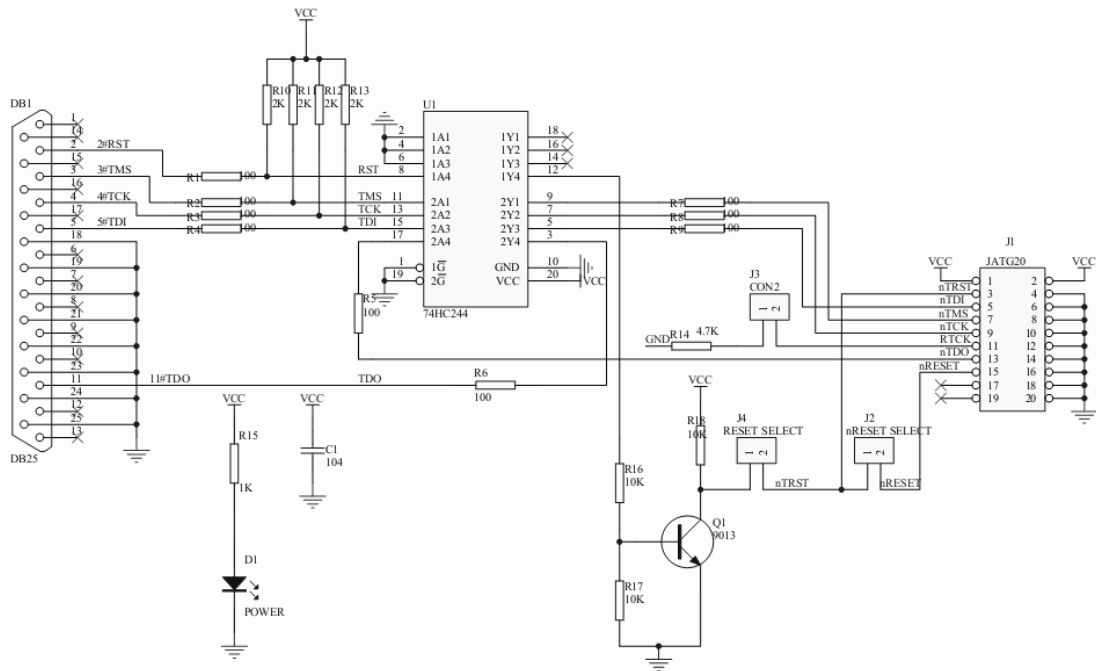 VCC
R10
2K
R11
2K
R12
2K
R13
2K
DB1
1
14
2
15
3
16
4
17
5
18
6
19
7
20
8
21
9
22
10
23
11
24
12
25
13
DB25
2#RST
3#TMS
4#TCK
5#TDI
11#TDO
R1
00
R2
00
R3
00
R4
00
RST
TMS
TCK
TDI
TDO
U1
2
4
6
8
11
13
15
17
1
19
1A1
1A2
1A3
1A4
2A1
2A2
2A3
2A4
1G
2G
1Y1
1Y2
1Y3
1Y4
2Y1
2Y2
2Y3
2Y4
GND
VCC
18
16
14
12
9
7
5
3
10
20
VCC
74HC244
R5
100
R6
100
R7
00
R8
00
R9
00
J3
CON2
1
2
GND
R14
4.7K
J1
JATG20
VCC
VCC
nTRST
nTDI
nTMS
nTCK
RTCK
nTDO
nRESET
1
3
5
7
9
11
13
15
17
19
2
4
6
8
10
12
14
16
18
20
VCC
R15
1K
D1
POWER
VCC
C1
104
VCC
R18
10K
J4
RESET SELECT
1
2
nTRST
J2
nRESET SELECT
1
2
nRESET
R16
10K
R17
10K
Q1
9013